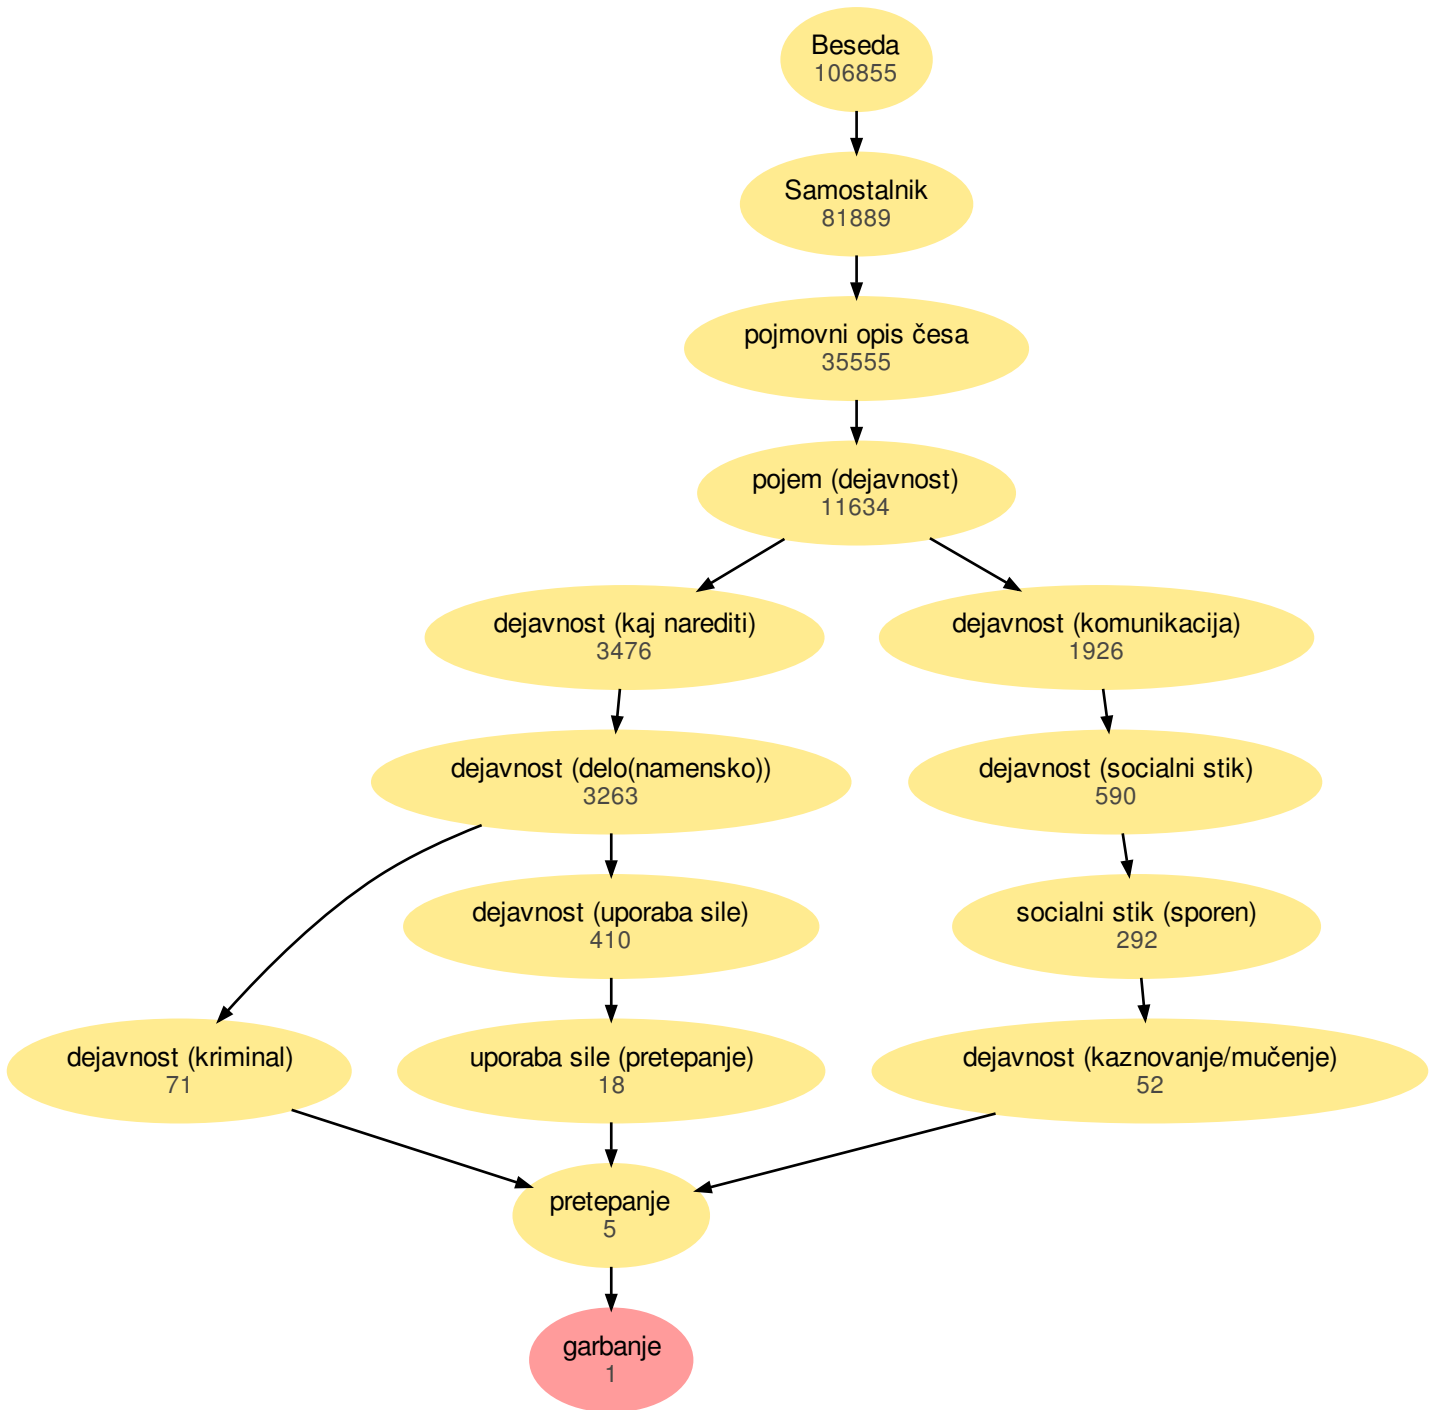 Beseda
106855
Samostalnik
81889
pojmovni opis česa
35555
pojem (dejavnost)
11634
dejavnost (kaj narediti)
3476
dejavnost (komunikacija)
1926
dejavnost (delo(namensko))
3263
dejavnost (socialni stik)
590
dejavnost (uporaba sile)
410
socialni stik (sporen)
292
dejavnost (kriminal)
71
uporaba sile (pretepanje)
18
dejavnost (kaznovanje/mučenje)
52
pretepanje
5
garbanje
1